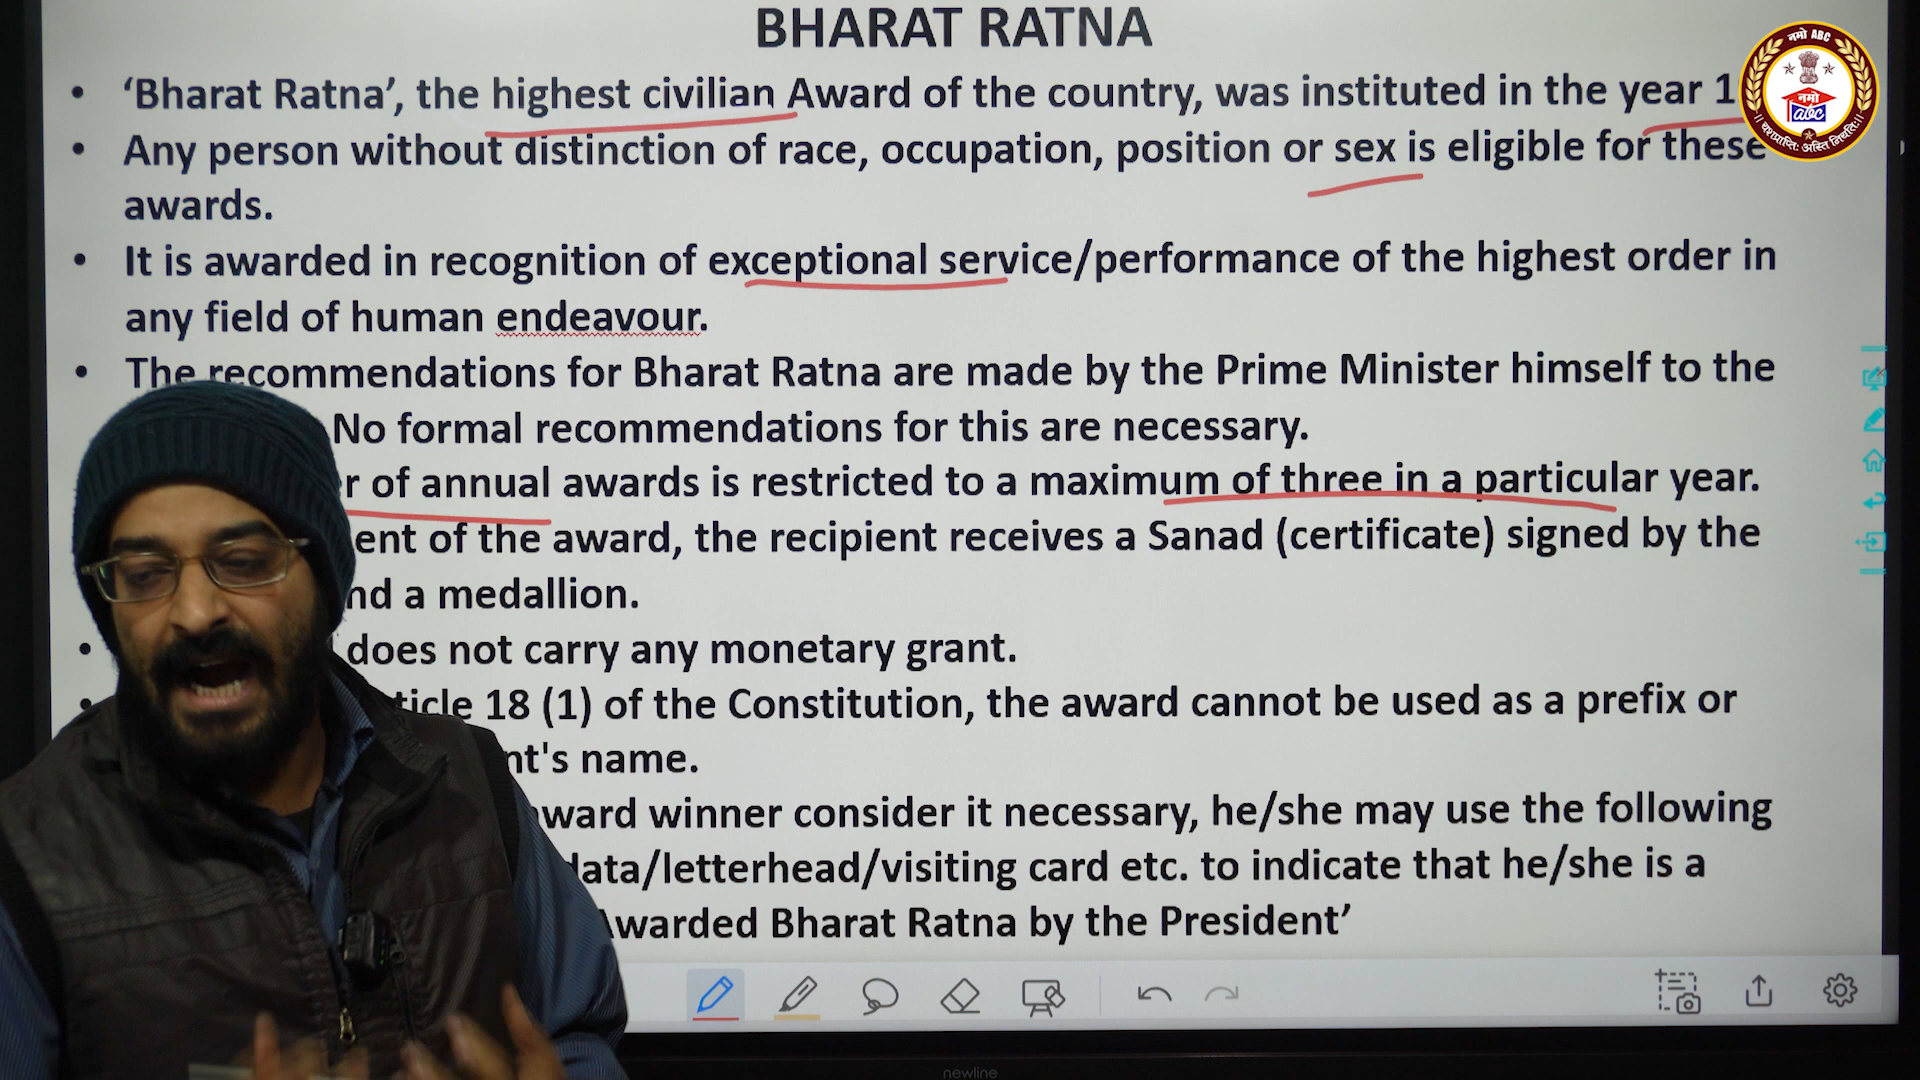 BHARAT RATNA
• ‘Bharat Ratna’, the highest civilian Award of the country, was instituted in the year 1
• Any person without distinction of race, occupation, position or sex is eligible for these
awards.
• It is awarded in recognition of exceptional service/performance of the highest order in
any field of human endeavour.
• The recommendations for Bharat Ratna are made by the Prime Minister himself to the
No formal recommendations for this are necessary.
r of annual awards is restricted to a maximum of three in a particular year.
ent of the award, the recipient receives a Sanad (certificate) signed by the
nd a medallion.
• does not carry any monetary grant.
• ticle 18 (1) of the Constitution, the award cannot be used as a prefix or
nt's name.
award winner consider it necessary, he/she may use the following
data/letterhead/visiting card etc. to indicate that he/she is a
Awarded Bharat Ratna by the President’
नमो ABC
नमो
abc
newline